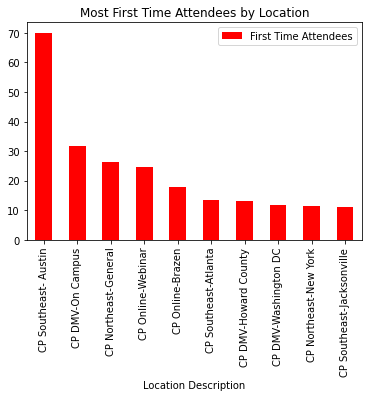 Most First Time Attendees by Location
First Time Attendees
70
60
50
40
30
20
10
0
CP Southeast- Austin
CP DMV-On Campus
CP Northeast-General
CP Online-Webinar
CP Online-Brazen
CP Southeast-Atlanta
CP DMV-Howard County
CP DMV-Washington DC
CP Northeast-New York
CP Southeast-Jacksonville
Location Description